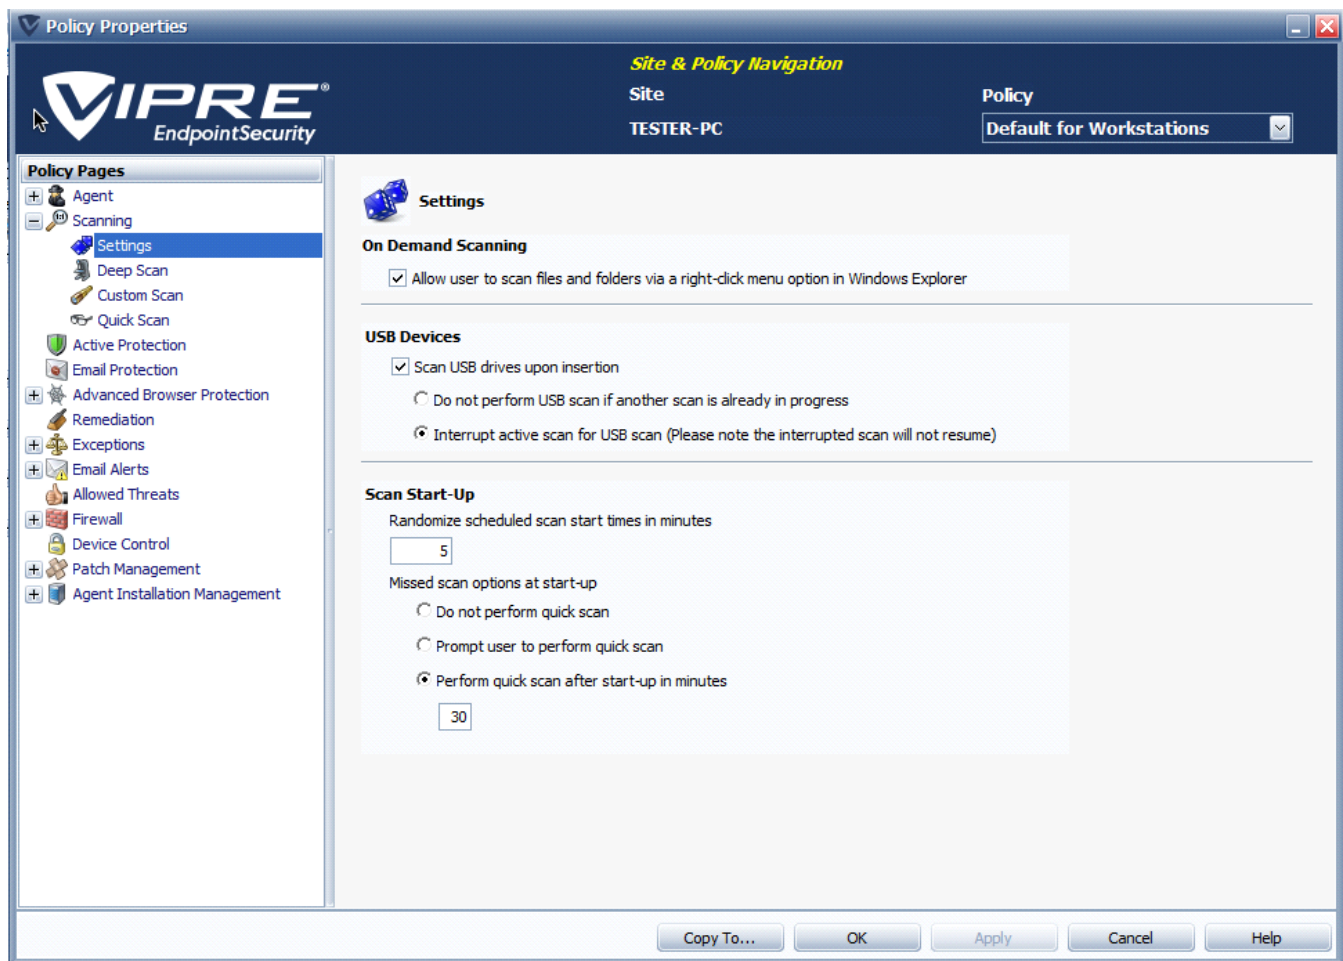 Policy Properties
Site & Policy Navigation
Site
Policy
VIPRE®
EndpointSecurity
TESTER-PC
Default for Workstations
Policy Pages
Agent
Scanning
Settings
Deep Scan
Custom Scan
Quick Scan
Active Protection
Email Protection
Advanced Browser Protection
Remediation
Exceptions
Email Alerts
Allowed Threats
Firewall
Device Control
Patch Management
Agent Installation Management
Settings
On Demand Scanning
Allow user to scan files and folders via a right-click menu option in Windows Explorer
USB Devices
Scan USB drives upon insertion
Do not perform USB scan if another scan is already in progress
Interrupt active scan for USB scan (Please note the interrupted scan will not resume)
Scan Start-Up
Randomize scheduled scan start times in minutes
5
Missed scan options at start-up
Do not perform quick scan
Prompt user to perform quick scan
Perform quick scan after start-up in minutes
30
Copy To...
OK
Apply
Cancel
Help